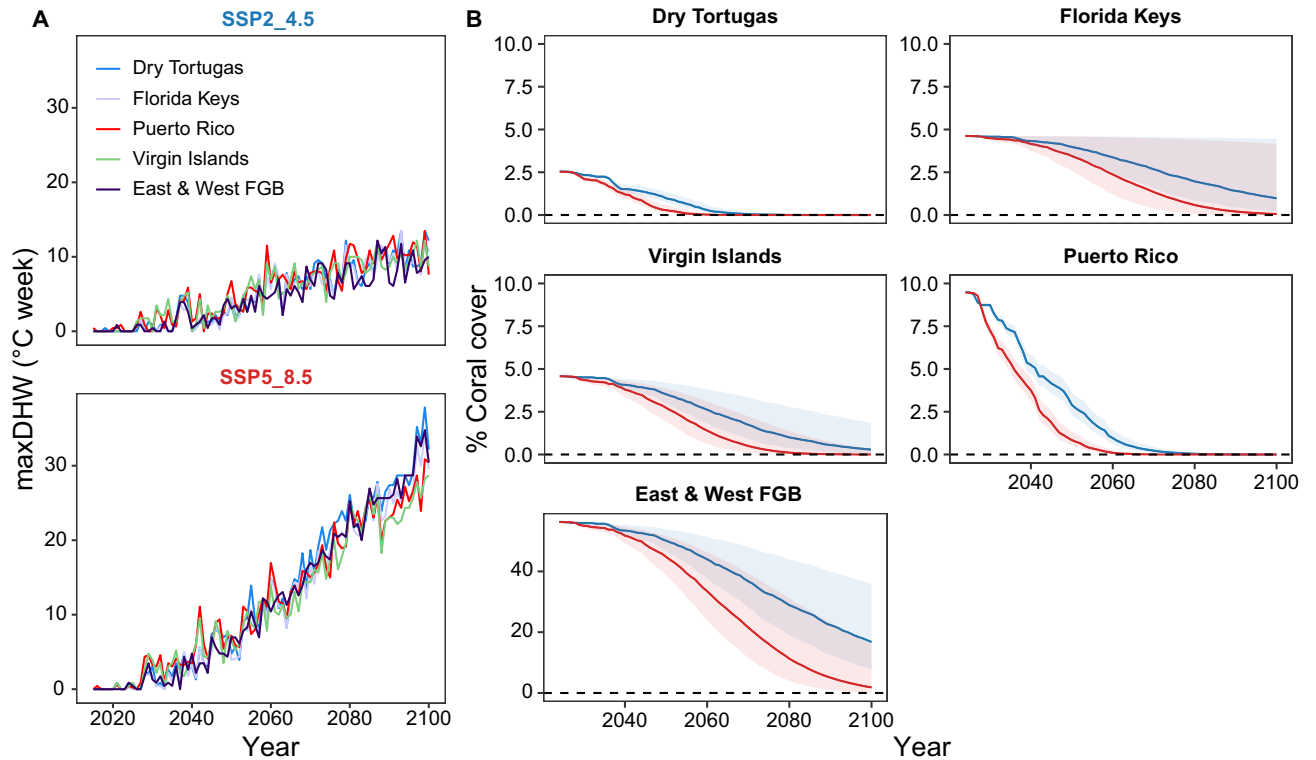 A
SSP2_4.5
Dry Tortugas
Florida Keys
Puerto Rico
Virgin Islands
East & West FGB
30
20
10
0
SSP5_8.5
30
20
10
0
2020
2040
2060
2080
2100
Year
maxDHW (°C week)
B
Dry Tortugas
10.0
7.5
5.0
2.5
0.0
Florida Keys
10.0
7.5
5.0
2.5
0.0
Virgin Islands
10.0
7.5
5.0
2.5
0.0
Puerto Rico
10.0
7.5
5.0
2.5
0.0
2040
2060
2080
2100
East & West FGB
40
20
0
2040
2060
2080
2100
% Coral cover
Year